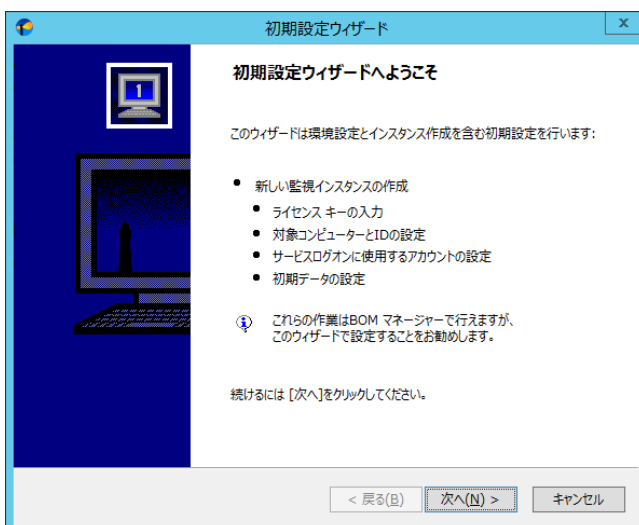 初期設定ウィザード
x
1
初期設定ウィザードへようこそ
このウィザードは環境設定とインスタンス作成を含む初期設定を行います:
● 新しい監視インスタンスの作成
● ライセンス キーの入力
● 対象コンピューターとIDの設定
● サービスログオンに使用するアカウントの設定
● 初期データの設定
これらの作業はBOM マネージャーで行えますが、
このウィザードで設定することをお勧めします。
続けるには [次へ]をクリックしてください。
< 戻る(B) 次へ(N) > キャンセル